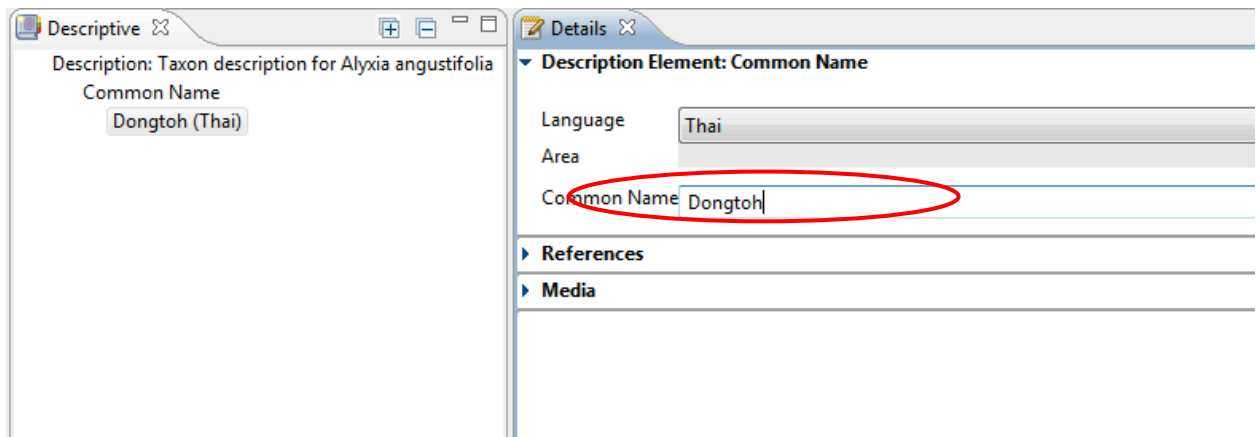 Descriptive
Description: Taxon description for Alyxia angustifolia
Common Name
Dongtoh (Thai)
Details
Description Element: Common Name
Language Thai
Area
Common Name Dongtoh
References
Media